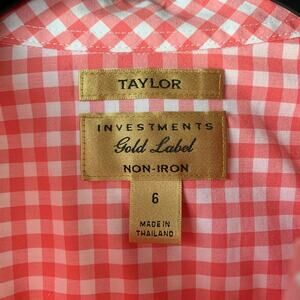 TAYLOR
INVESTMENTS
Gold Label
NON-IRON
6
MADE IN
THAILAND